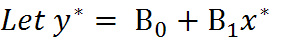 Let y* = B₀ + B₁x*